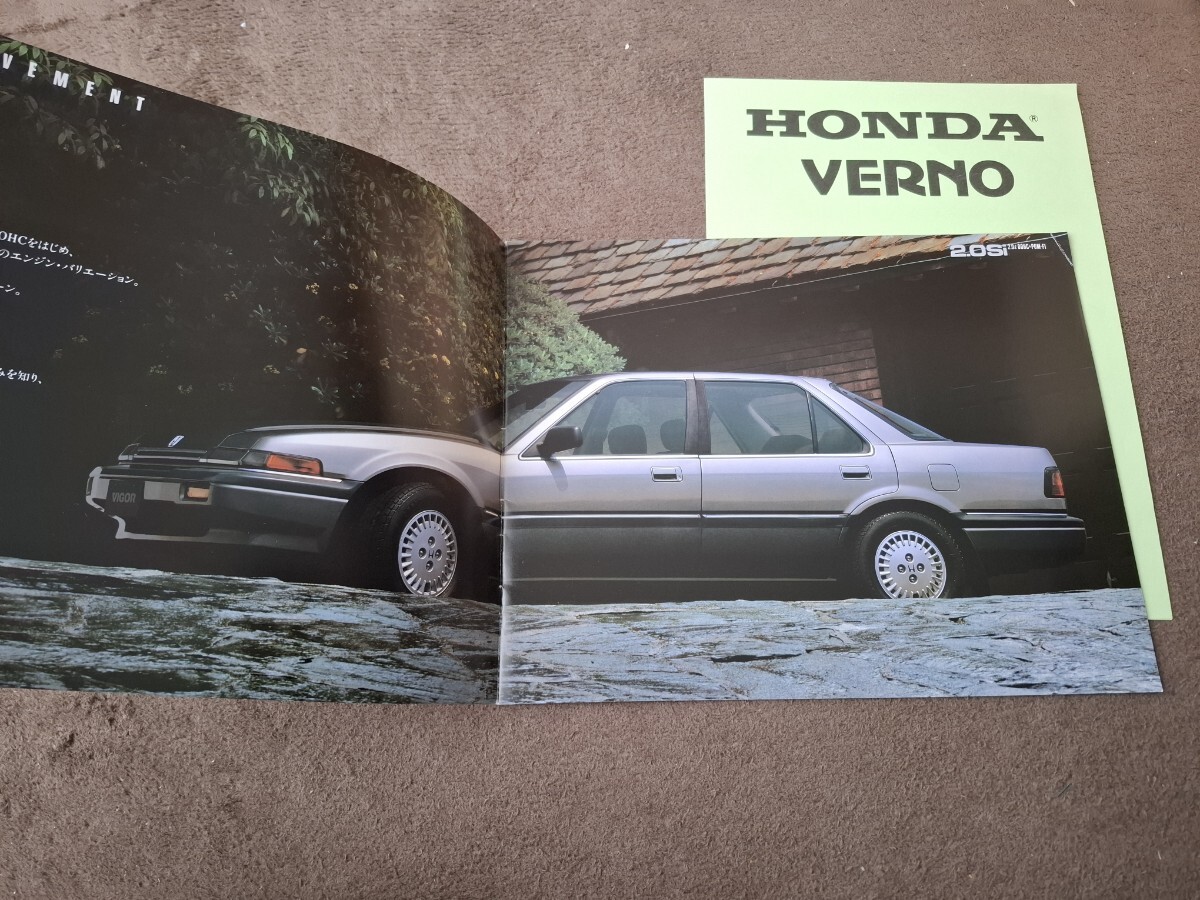 VEMENT
OHCをはじめ、
のエンジン・バリエーション。
ーン。
みを知り、
VIGOR
2.0Si
HONDA®
VERNO